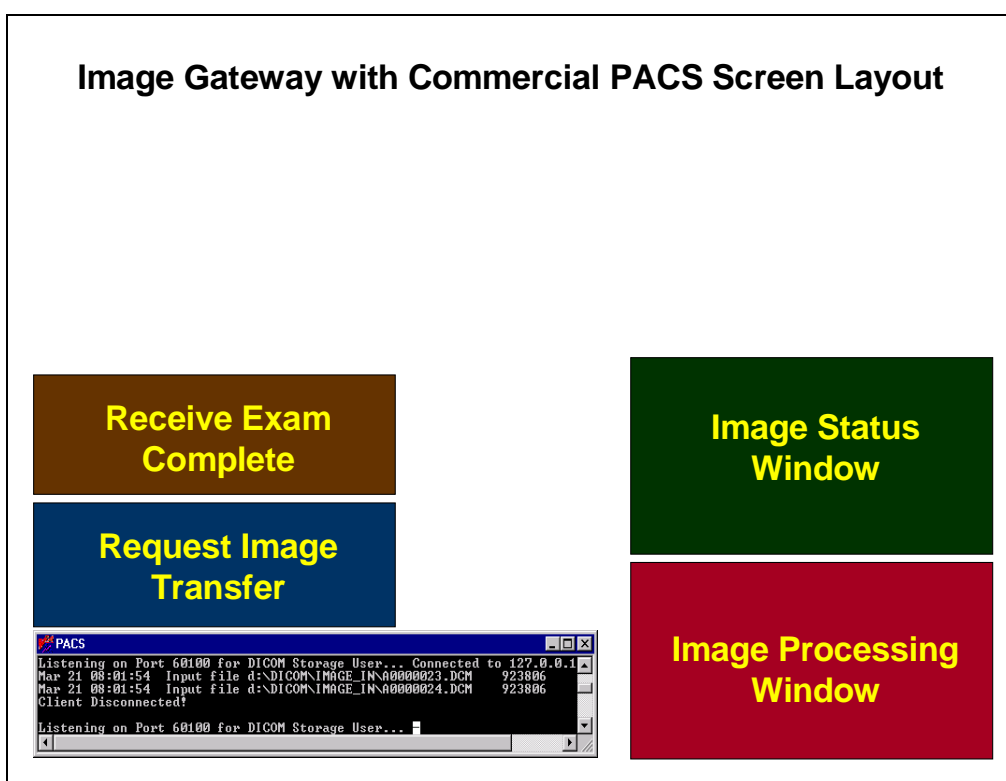 Image Gateway with Commercial PACS Screen Layout
Receive Exam
Complete
Request Image
Transfer
PACS
Listening on Port 60100 for DICOM Storage User... Connected to 127.0.0.1
Mar 21 08:01:54  Input file d:\DICOM\IMAGE_IN\A0000023.DCM    923806
Mar 21 08:01:54  Input file d:\DICOM\IMAGE_IN\A0000024.DCM    923806
Client Disconnected!
Listening on Port 60100 for DICOM Storage User...
Image Status
Window
Image Processing
Window